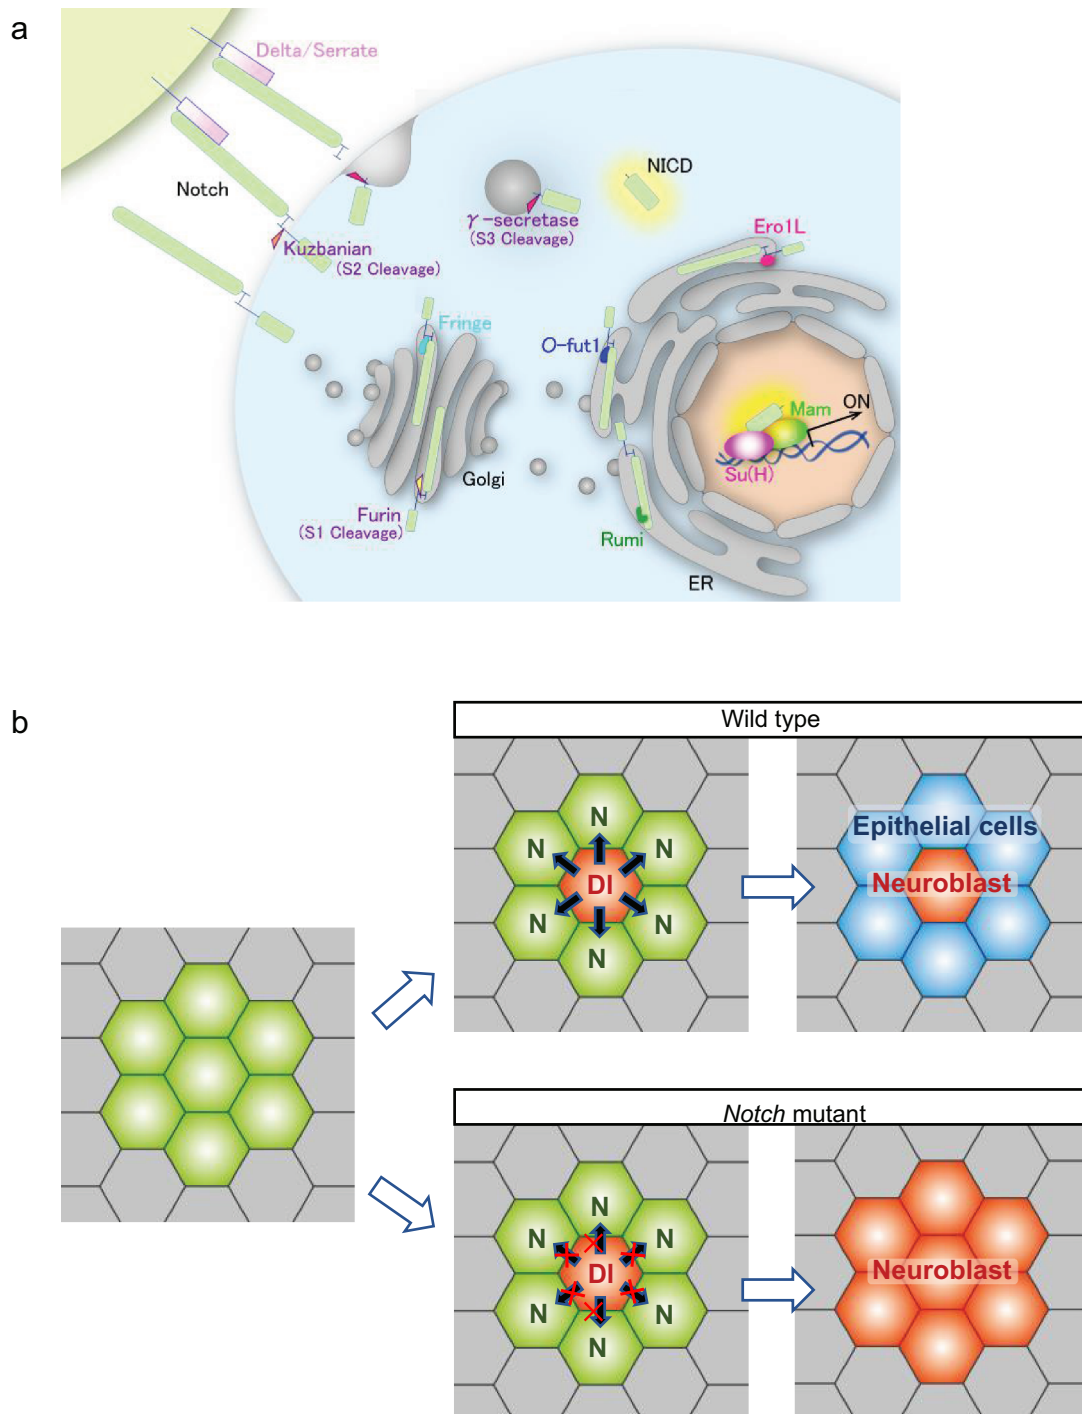 a
Delta/Serrate
Notch
NICD
γ-secretase
(S3 Cleavage)
Kuzbanian
(S2 Cleavage)
Ero1L
Fringe
O-fut1
Mam
ON
Su(H)
Golgi
Furin
(S1 Cleavage)
Rumi
ER
b
Wild type
N
N
N
Dl
N
N
N
Epithelial cells
Neuroblast
Notch mutant
N
N
N
Dl
N
N
N
Neuroblast